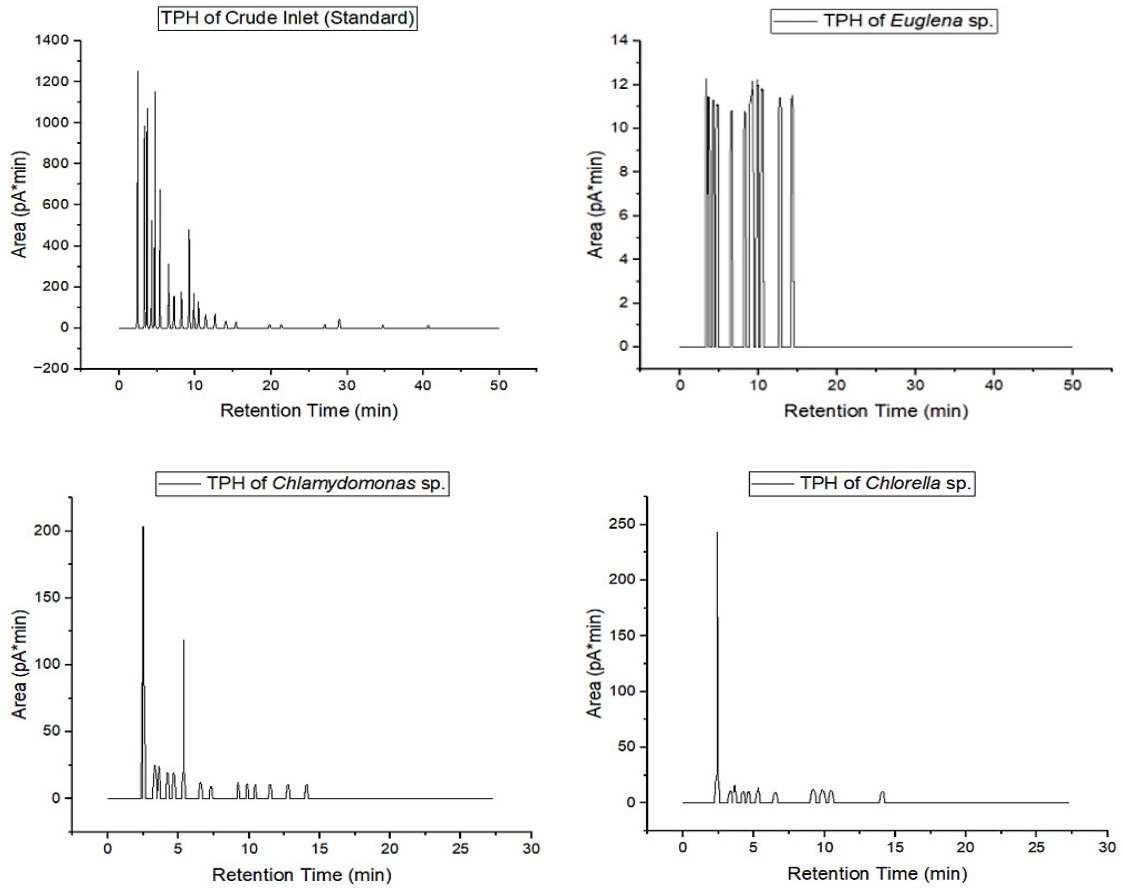 TPH of Crude Inlet (Standard)
1400
1200
1000
800
600
400
200
0
−200
Area (pA*min)
0 10 20 30 40 50
Retention Time (min)
TPH of Euglena sp.
14
12
10
8
6
4
2
0
Area (pA*min)
0 10 20 30 40 50
Retention Time (min)
TPH of Chlamydomonas sp.
200
150
100
50
0
Area (pA*min)
0 5 10 15 20 25 30
Retention Time (min)
TPH of Chlorella sp.
250
200
150
100
50
0
Area (pA*min)
0 5 10 15 20 25 30
Retention Time (min)